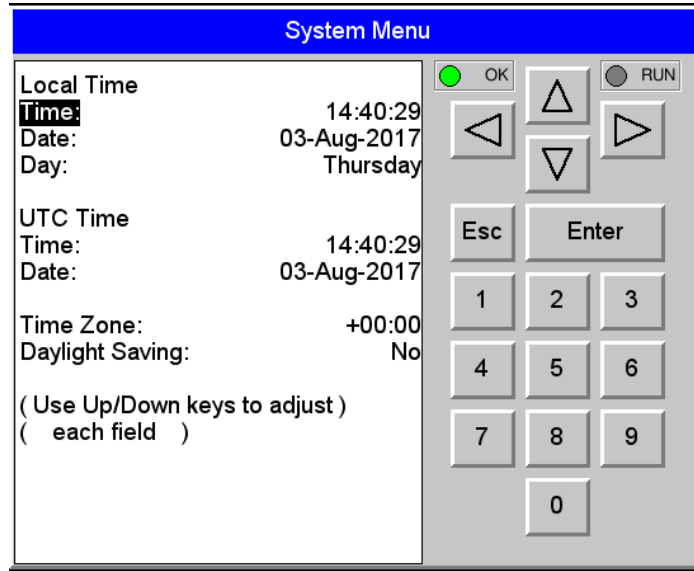 System Menu
Local Time
Time: 14:40:29
Date: 03-Aug-2017
Day: Thursday
UTC Time
Time: 14:40:29
Date: 03-Aug-2017
Time Zone: +00:00
Daylight Saving: No
( Use Up/Down keys to adjust )
( each field )
OK
RUN
Esc Enter
1 2 3
4 5 6
7 8 9
0